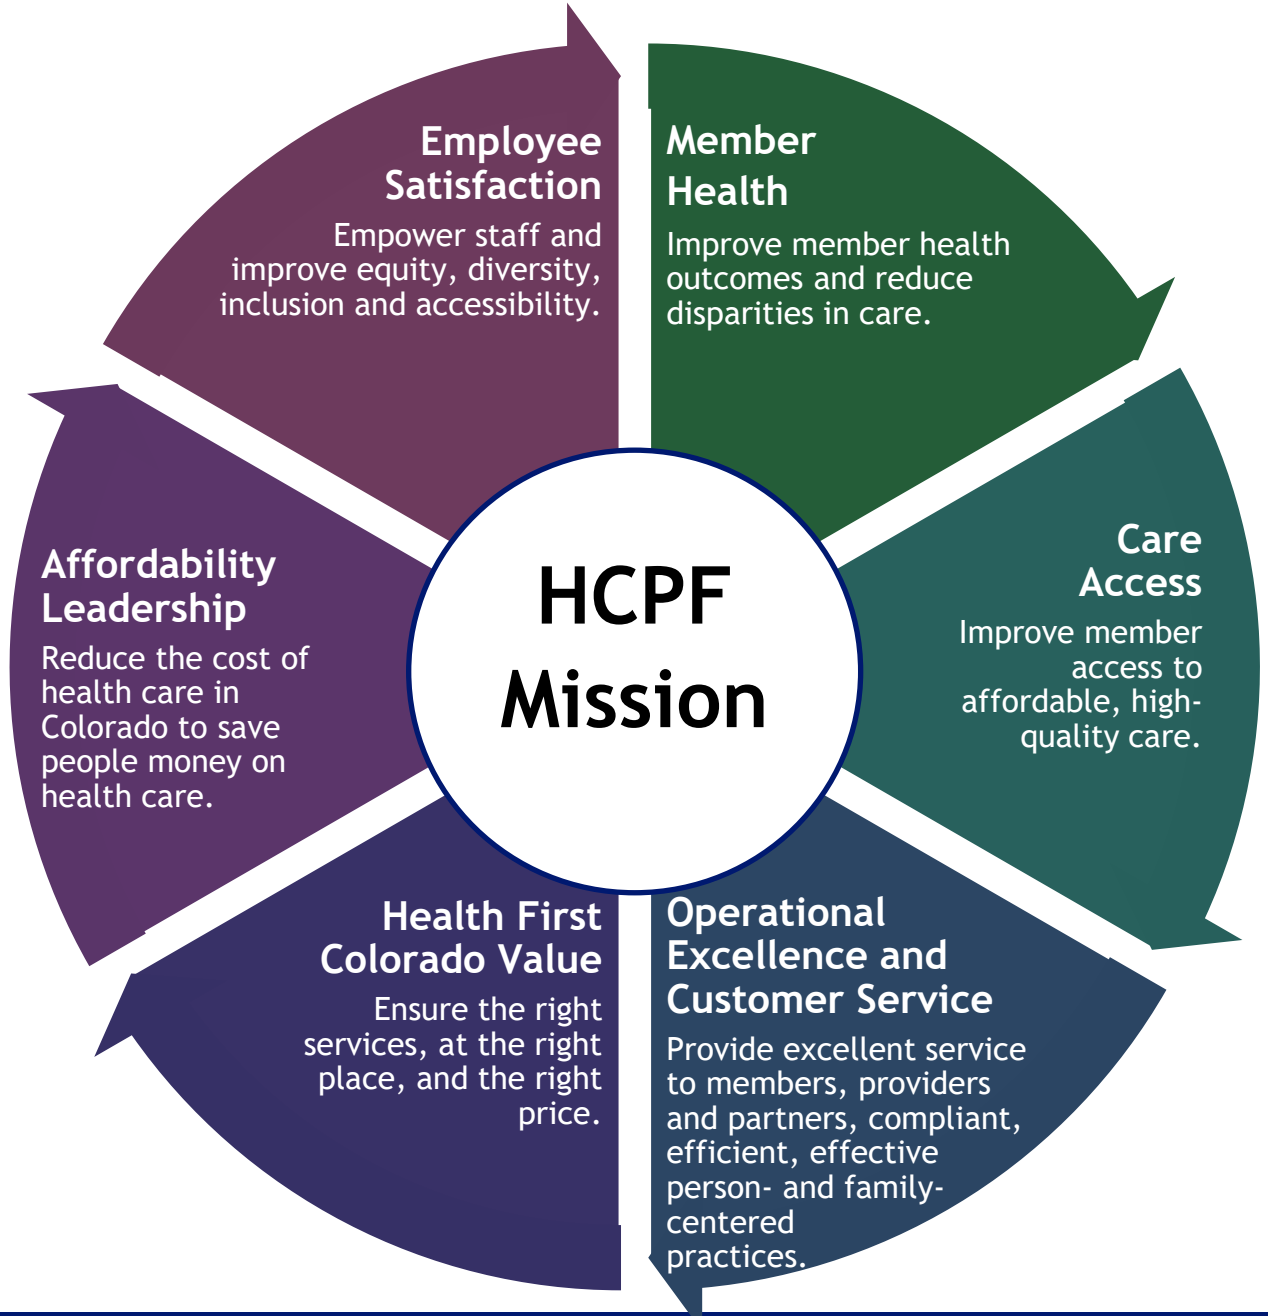 Employee
Satisfaction
Empower staff and
improve equity, diversity,
inclusion and accessibility.
Member
Health
Improve member health
outcomes and reduce
disparities in care.
Care
Access
Improve member
access to
affordable, high-
quality care.
Operational
Excellence and
Customer Service
Provide excellent service
to members, providers
and partners, compliant,
efficient, effective
person- and family-
centered
practices.
Health First
Colorado Value
Ensure the right
services, at the right
place, and the right
price.
Affordability
Leadership
Reduce the cost of
health care in
Colorado to save
people money on
health care.
HCPF
Mission